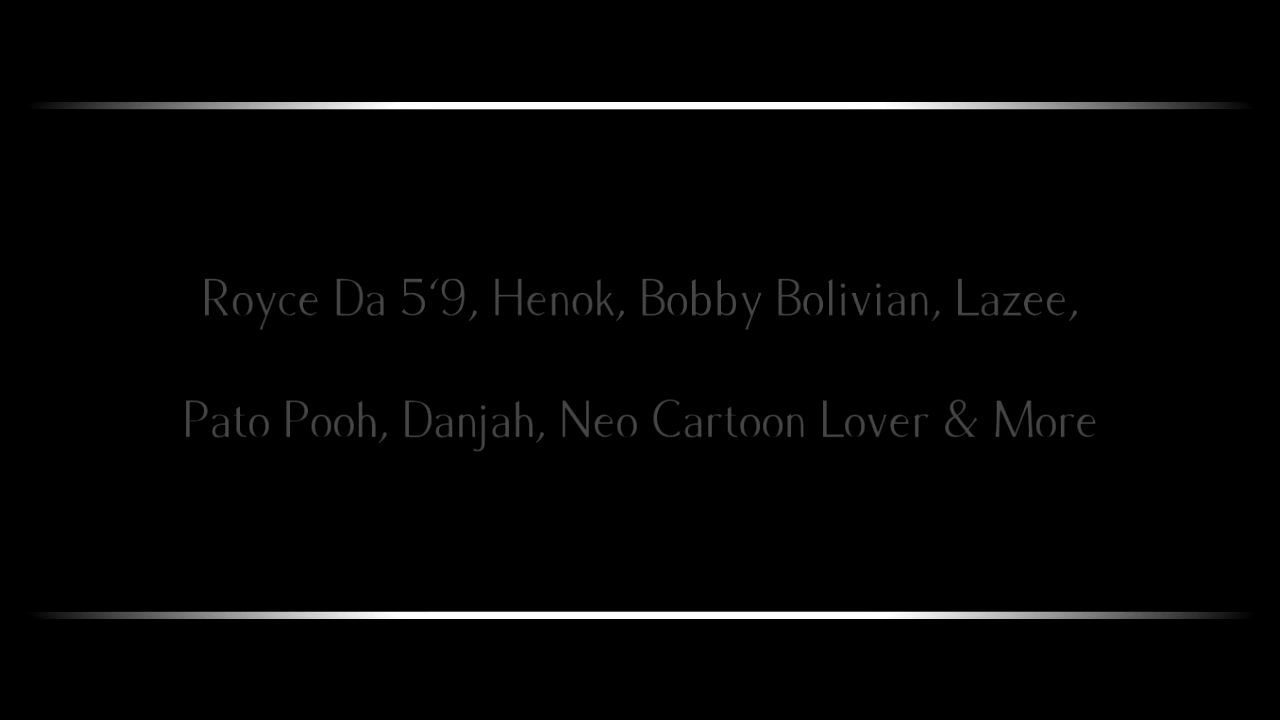 Royce Da 5‘9, Henok, Bobby Bolivian, Lazee,
Pato Pooh, Danjah, Neo Cartoon Lover & More